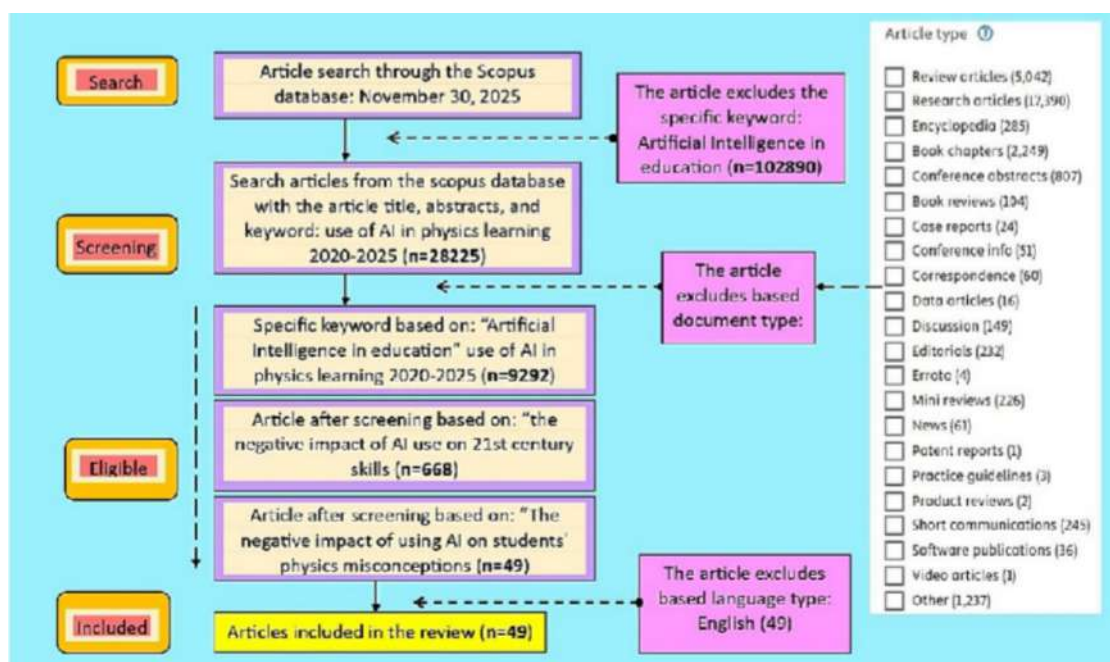 Search
Article search through the Scopus
database: November 30, 2025
The article excludes the
specific keyword:
Artificial Intelligence in
education (n=102890)
Screening
Search articles from the scopus database
with the article title, abstracts, and
keyword: use of AI in physics learning
2020-2025 (n=28225)
The article
excludes based
document type:
Eligible
Specific keyword based on: "Artificial
Intelligence in education" use of AI in
physics learning 2020-2025 (n=9292)
Article after screening based on: "the
negative impact of AI use on 21st century
skills (n=668)
Article after screening based on: "The
negative impact of using AI on students'
physics misconceptions (n=49)
The article excludes
based language type:
English (49)
Included
Articles included in the review (n=49)
Article type ?
Review articles (5,042)
Research articles (17,390)
Encyclopedia (285)
Book chapters (2,249)
Conference abstracts (807)
Book reviews (104)
Case reports (24)
Conference info (51)
Correspondence (60)
Data articles (16)
Discussion (149)
Editorials (232)
Errata (4)
Mini reviews (226)
News (61)
Patent reports (1)
Practice guidelines (3)
Product reviews (2)
Short communications (245)
Software publications (36)
Video articles (1)
Other (1,237)